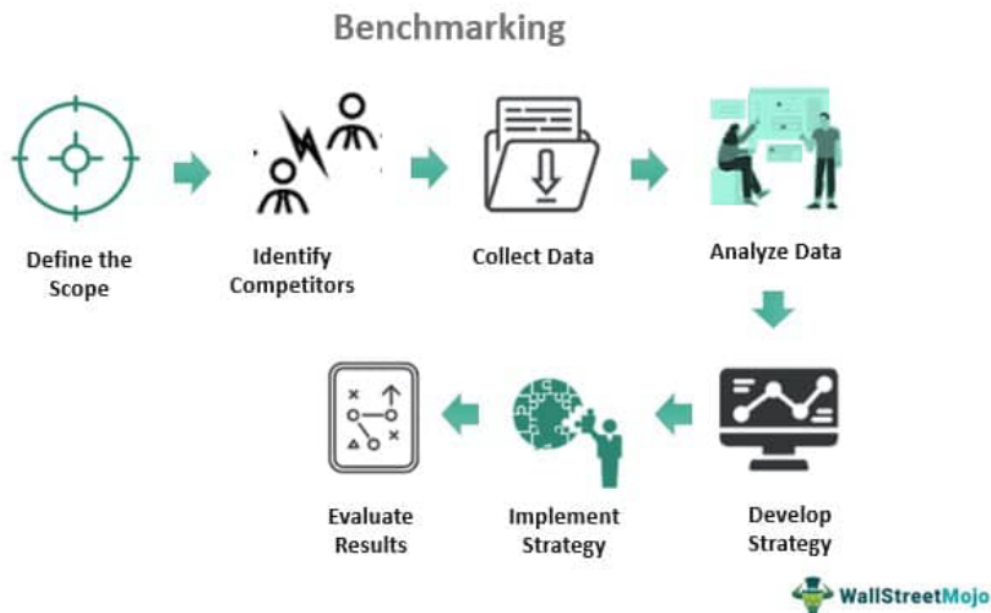 Benchmarking
Define the
Scope
Identify
Competitors
Collect Data
Analyze Data
Develop
Strategy
Implement
Strategy
Evaluate
Results
WallStreetMojo